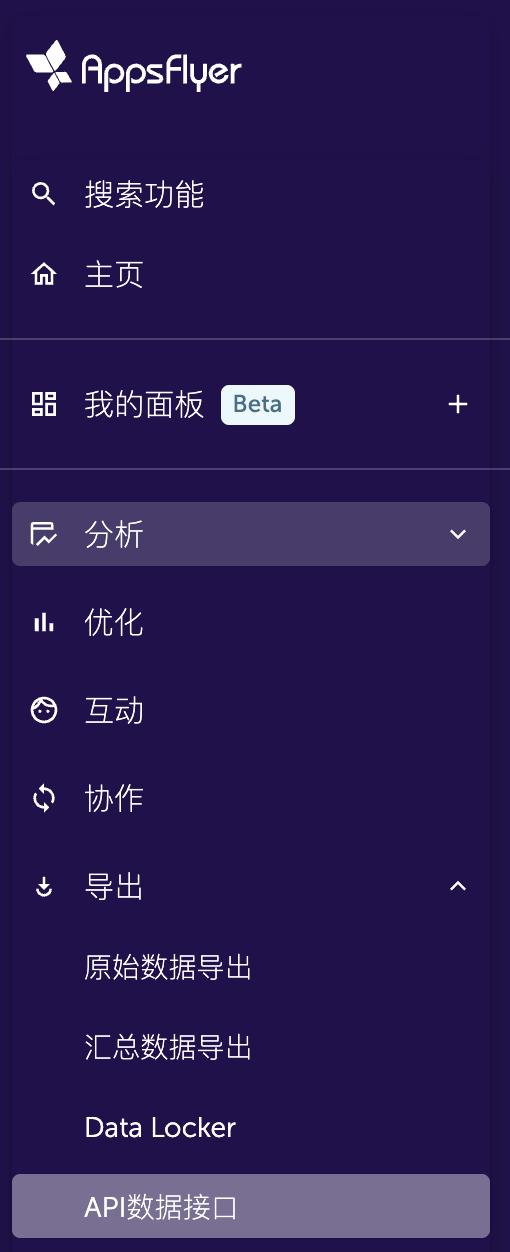 AppsFlyer
搜索功能
主页
我的面板 Beta
分析
优化
互动
协作
导出
原始数据导出
汇总数据导出
Data Locker
API数据接口